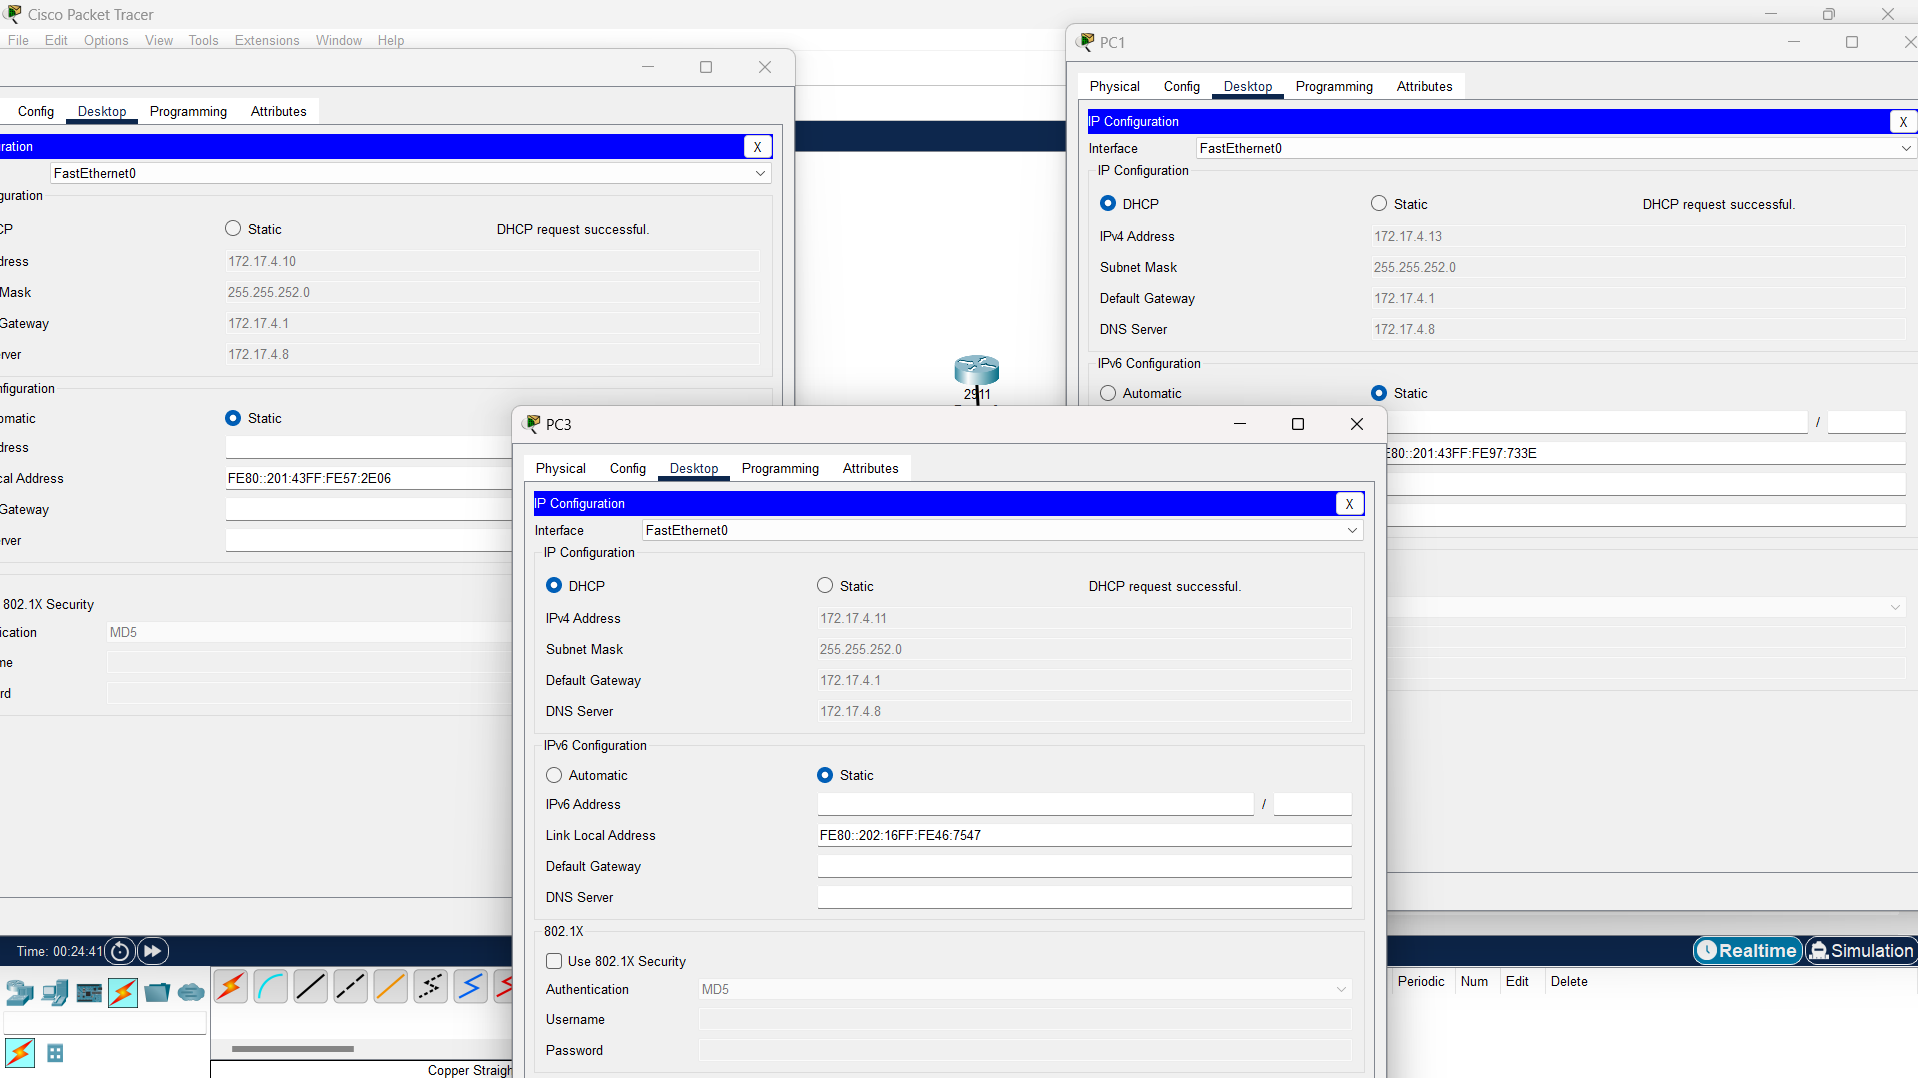 Cisco Packet Tracer
File Edit Options View Tools Extensions Window Help
Config Desktop Programming Attributes
ration X
FastEthernet0
guration
CP Static DHCP request successful.
dress 172.17.4.10
Mask 255.255.252.0
Gateway 172.17.4.1
rver 172.17.4.8
nfiguration
omatic Static
dress
cal Address FE80::201:43FF:FE57:2E06
Gateway
rver
802.1X Security
ication MD5
me
rd
2911
PC1
Physical Config Desktop Programming Attributes
IP Configuration X
Interface FastEthernet0
IP Configuration
DHCP Static DHCP request successful.
IPv4 Address 172.17.4.13
Subnet Mask 255.255.252.0
Default Gateway 172.17.4.1
DNS Server 172.17.4.8
IPv6 Configuration
Automatic Static
/
E80::201:43FF:FE97:733E
PC3
Physical Config Desktop Programming Attributes
IP Configuration X
Interface FastEthernet0
IP Configuration
DHCP Static DHCP request successful.
IPv4 Address 172.17.4.11
Subnet Mask 255.255.252.0
Default Gateway 172.17.4.1
DNS Server 172.17.4.8
IPv6 Configuration
Automatic Static
IPv6 Address /
Link Local Address FE80::202:16FF:FE46:7547
Default Gateway
DNS Server
802.1X
Use 802.1X Security
Authentication MD5
Username
Password
Time: 00:24:41
Realtime Simulation
Periodic Num Edit Delete
Copper Straigh